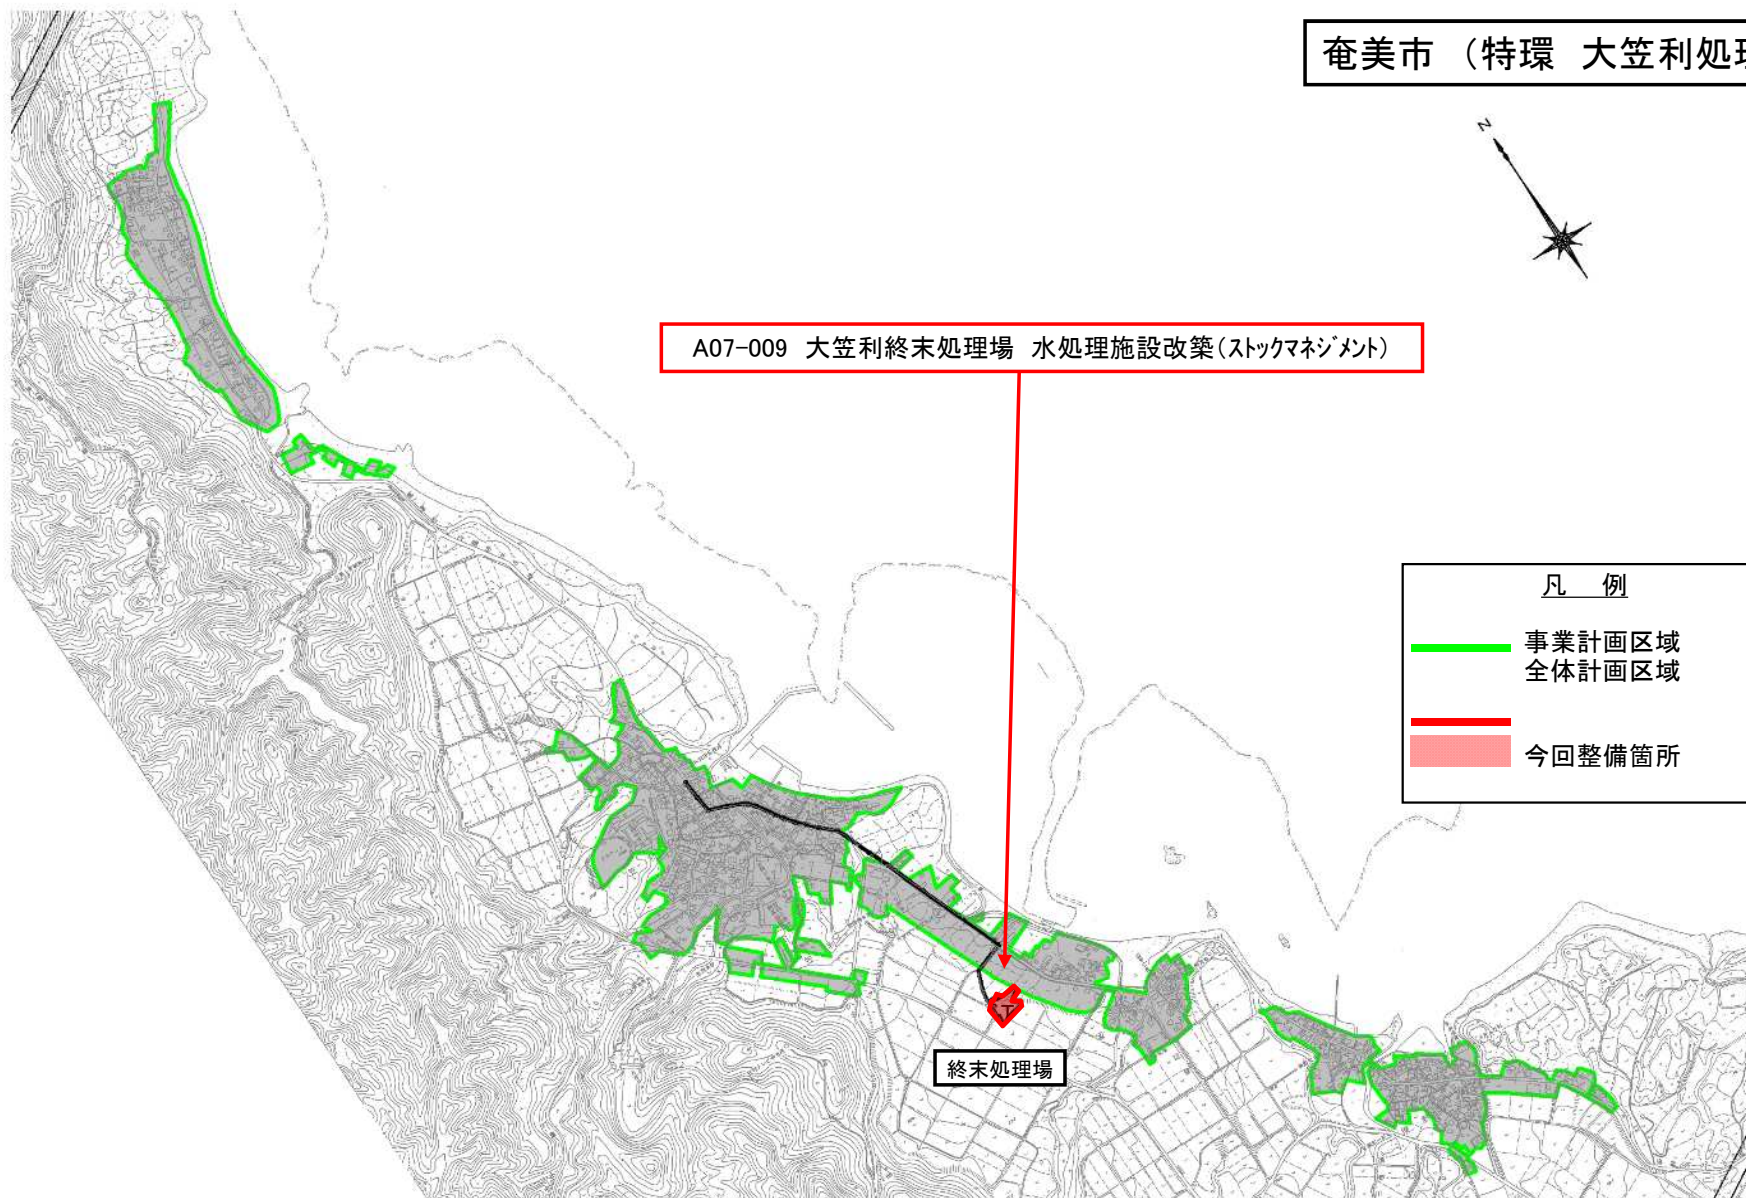 奄美市 （特環 大笠利処理
N
A07-009 大笠利終末処理場 水処理施設改築(ストックマネジメント)
凡 例
事業計画区域
全体計画区域
今回整備箇所
T
終末処理場